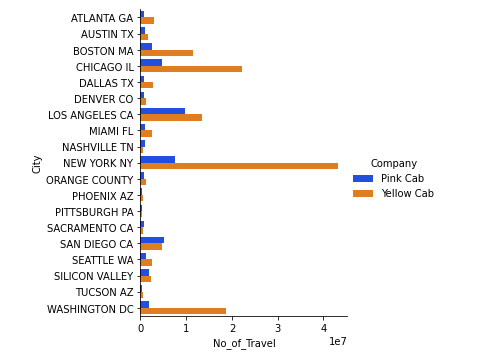 ATLANTA GA
AUSTIN TX
BOSTON MA
CHICAGO IL
DALLAS TX
DENVER CO
LOS ANGELES CA
MIAMI FL
NASHVILLE TN
NEW YORK NY
ORANGE COUNTY
PHOENIX AZ
PITTSBURGH PA
SACRAMENTO CA
SAN DIEGO CA
SEATTLE WA
SILICON VALLEY
TUCSON AZ
WASHINGTON DC
City
0 1 2 3 4
1e7
No_of_Travel
Company
Pink Cab
Yellow Cab